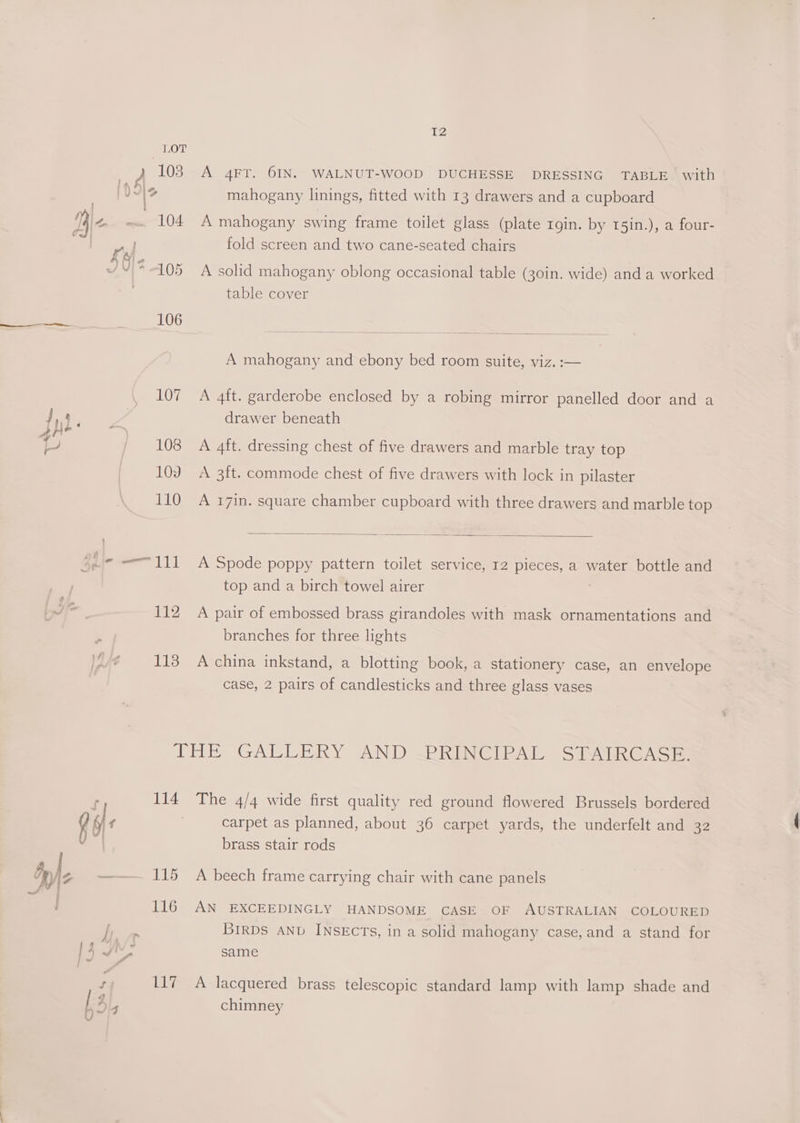 12
LOT
103 A 4FT. 6IN. WALNUT-WOOD DUCHESSE DRESSING TABLE with
mahogany linings, fitted with 13 drawers and a cupboard
104 A mahogany swing frame toilet glass (plate 19in. by 15in.), a four-
fold screen and two cane-seated chairs
105 A solid mahogany oblong occasional table (30in. wide) and a worked
table cover
106
A mahogany and ebony bed room suite, viz. :—
107 A 4ft. garderobe enclosed by a robing mirror panelled door and a
drawer beneath
108 A 4ft. dressing chest of five drawers and marble tray top
109 A 3ft. commode chest of five drawers with lock in pilaster
110 A 17in. square chamber cupboard with three drawers and marble top
111 A Spode poppy pattern toilet service, 12 pieces, a water bottle and
top and a birch towel airer
112 A pair of embossed brass girandoles with mask ornamentations and
branches for three lights
113 A china inkstand, a blotting book, a stationery case, an envelope
case, 2 pairs of candlesticks and three glass vases
THE GALLERY AND PRINCIPAL STAIRCASE.
114 The 4/4 wide first quality red ground flowered Brussels bordered
carpet as planned, about 36 carpet yards, the underfelt and 32
brass stair rods
115 A beech frame carrying chair with cane panels
116 AN EXCEEDINGLY HANDSOME CASE OF AUSTRALIAN COLOURED
BIRDS AND INSECTS, in a solid mahogany case, and a stand for
same
117 A lacquered brass telescopic standard lamp with lamp shade and
chimney